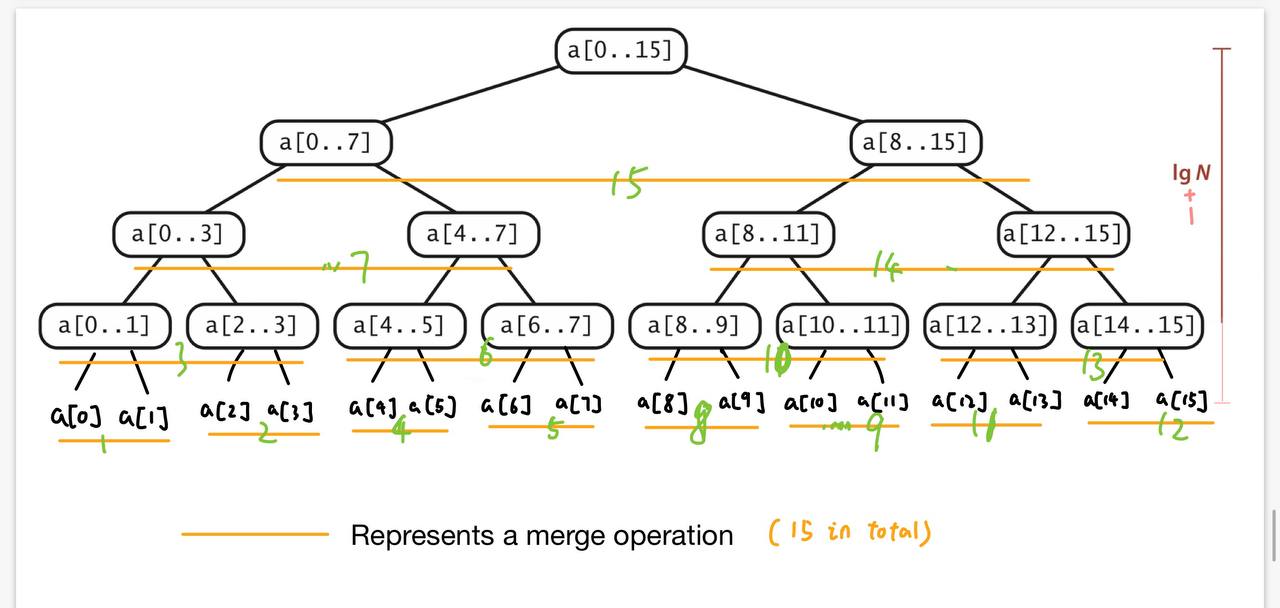 a[0..15]
a[0..7] a[8..15]
lg N
+
1
15
a[0..3] a[4..7] a[8..11] a[12..15]
7 14
a[0..1] a[2..3] a[4..5] a[6..7] a[8..9] a[10..11] a[12..13] a[14..15]
3 6 10 13
a[0] a[1] a[2] a[3] a[4] a[5] a[6] a[7] a[8] a[9] a[10] a[11] a[12] a[13] a[14] a[15]
1 2 4 5 8 9 11 12
Represents a merge operation (15 in total)